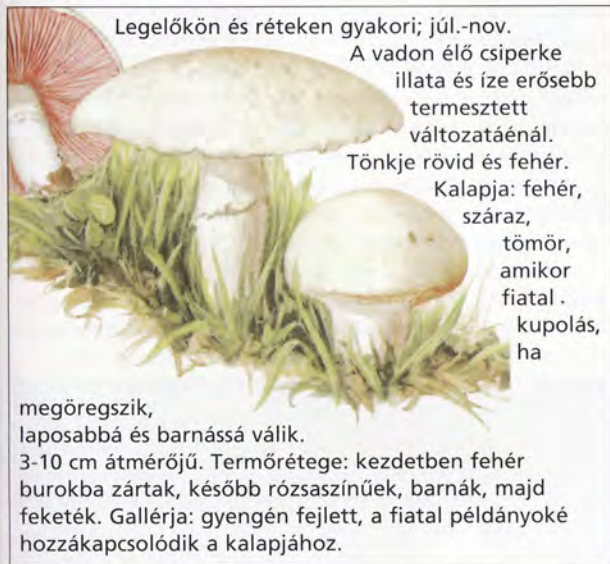 Legelőkön és réteken gyakori; júl.-nov.
A vadon élő csiperke
illata és íze erősebb
termesztett
változatáénál.
Tönkje rövid és fehér.
Kalapja: fehér,
száraz,
tömör,
amikor
fiatal .
kupolás,
ha
megöregszik,
laposabbá és barnássá válik.
3-10 cm átmérőjű. Termőrétege: kezdetben fehér
burokba zártak, később rózsaszínűek, barnák, majd
feketék. Gallérja: gyengén fejlett, a fiatal példányoké
hozzákapcsolódik a kalapjához.